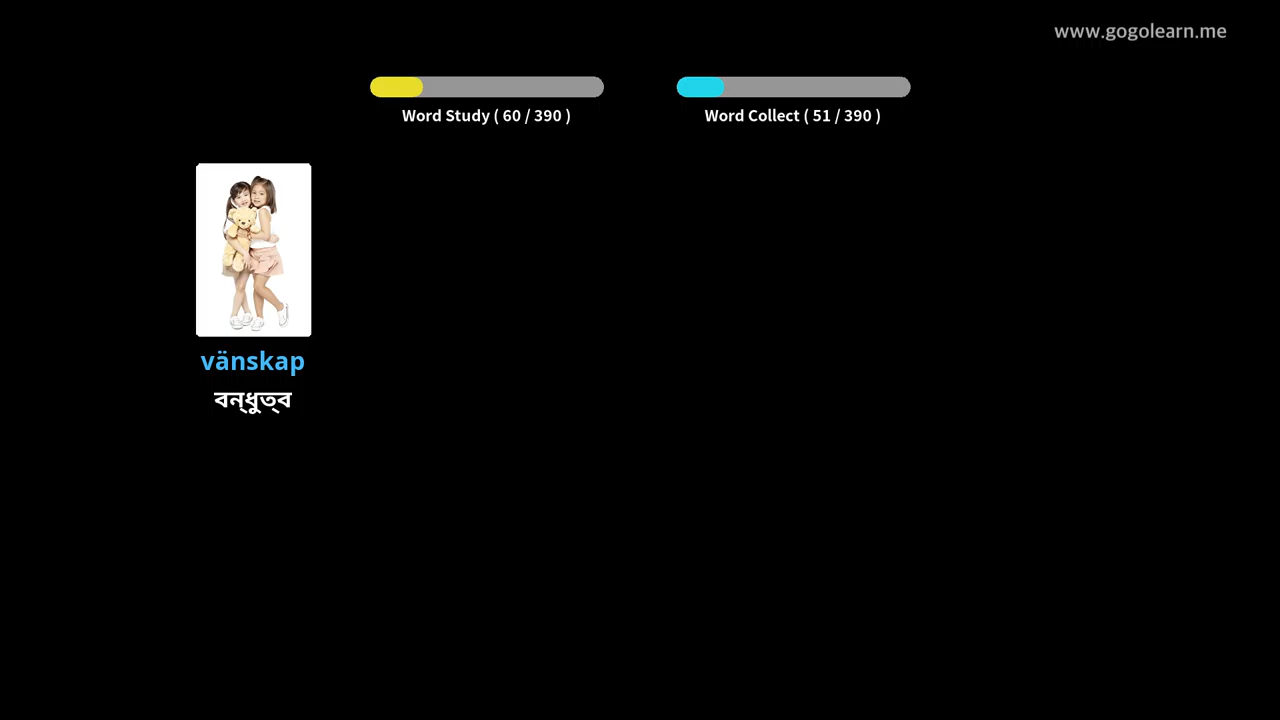 www.gogolearn.me
Word Study ( 60 / 390 )
Word Collect ( 51 / 390 )
vänskap
বন্ধুত্ব